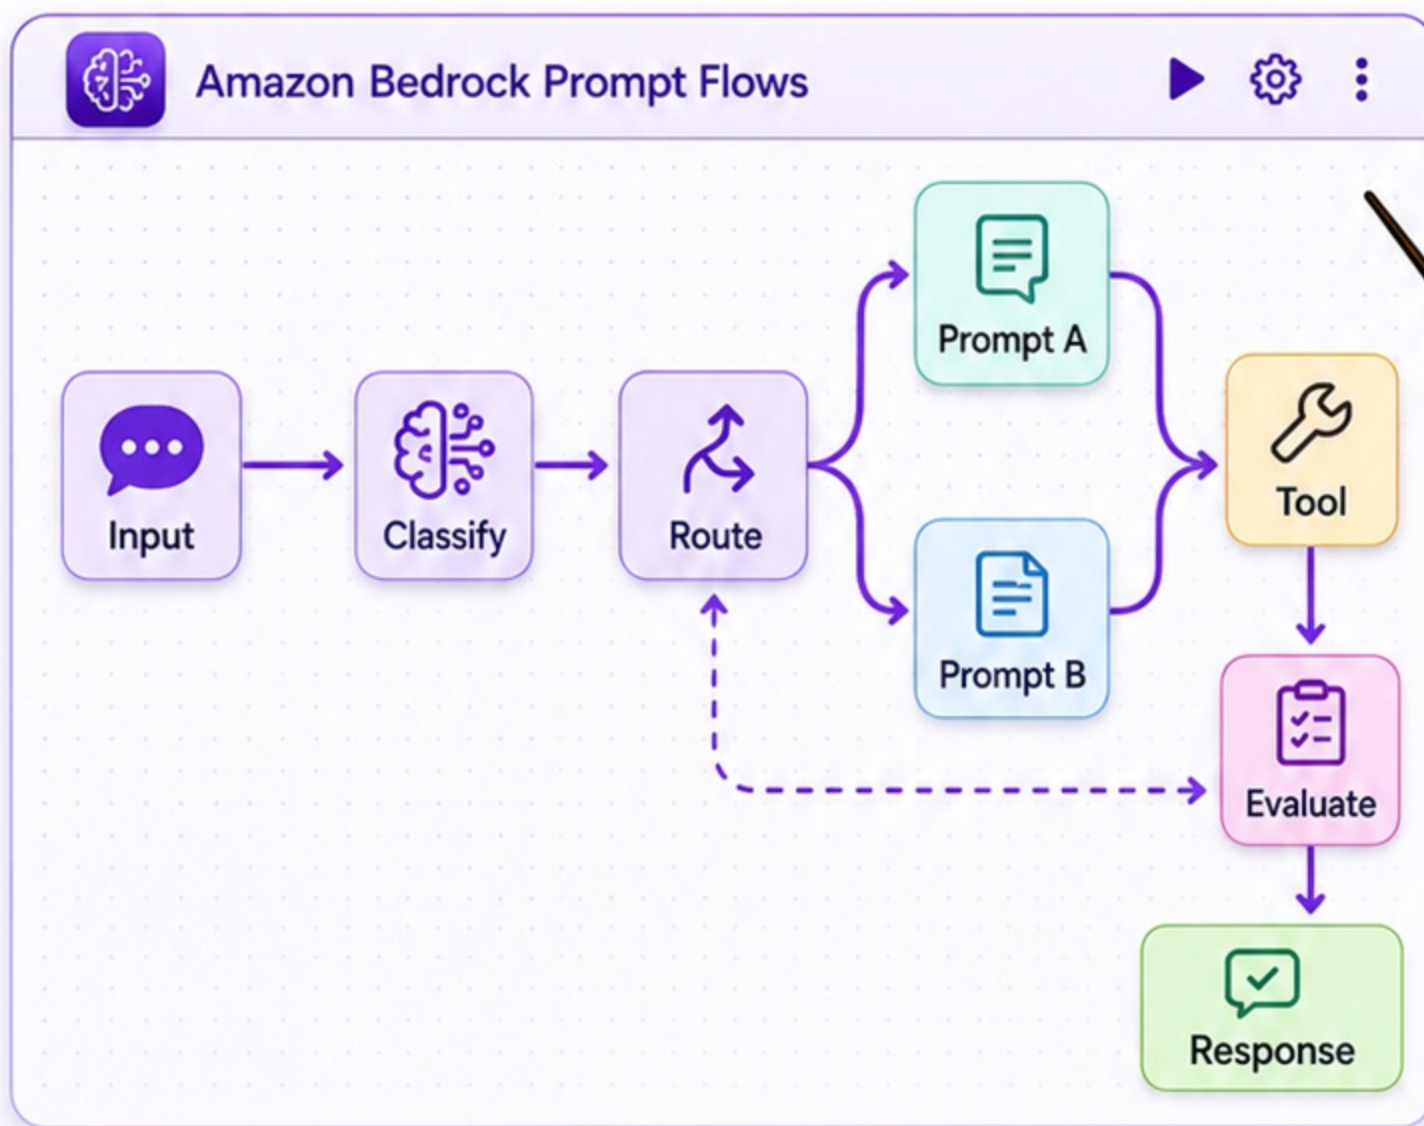 Amazon Bedrock Prompt Flows
Input
Classify
Route
Prompt A
Prompt B
Tool
Evaluate
Response